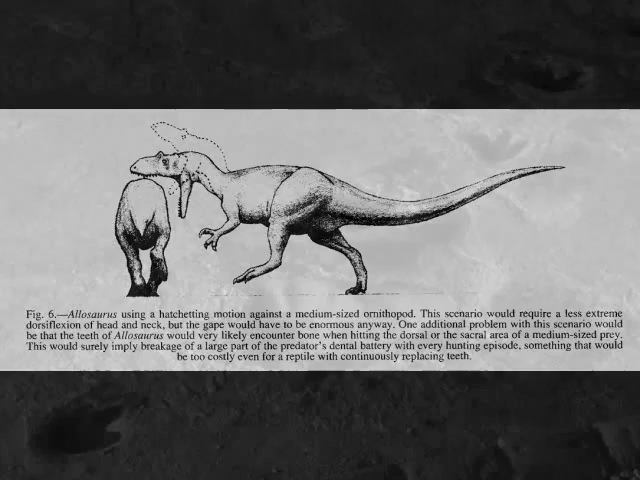 Fig. 6.—Allosaurus using a hatchetting motion against a medium-sized ornithopod. This scenario would require a less extreme
dorsiflexion of head and neck, but the gape would have to be enormous anyway. One additional problem with this scenario would
be that the teeth of Allosaurus would very likely encounter bone when hitting the dorsal or the sacral area of a medium-sized prey.
This would surely imply breakage of a large part of the predator's dental battery with every hunting episode, something that would
be too costly even for a reptile with continuously replacing teeth.